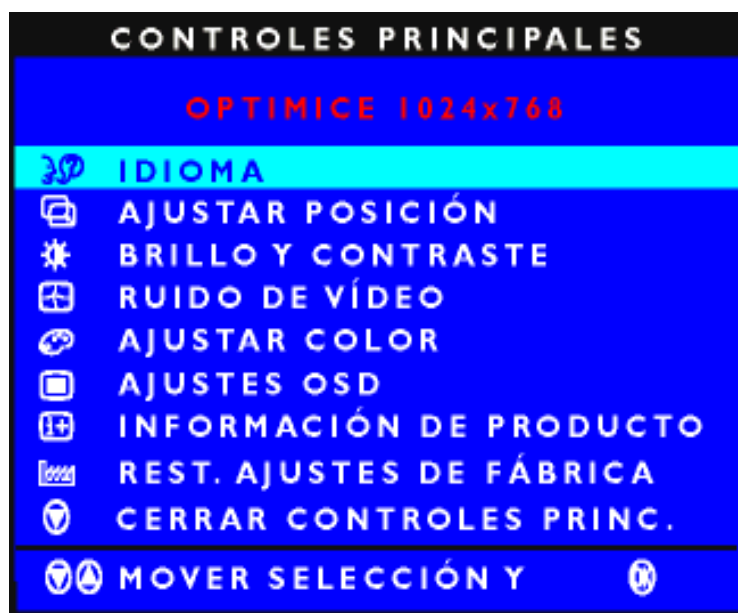 CONTROLES PRINCIPALES
OPTIMICE 1024x768
IDIOMA
AJUSTAR POSICIÓN
BRILLO Y CONTRASTE
RUIDO DE VÍDEO
AJUSTAR COLOR
AJUSTES OSD
INFORMACIÓN DE PRODUCTO
REST. AJUSTES DE FÁBRICA
CERRAR CONTROLES PRINC.
MOVER SELECCIÓN Y OK